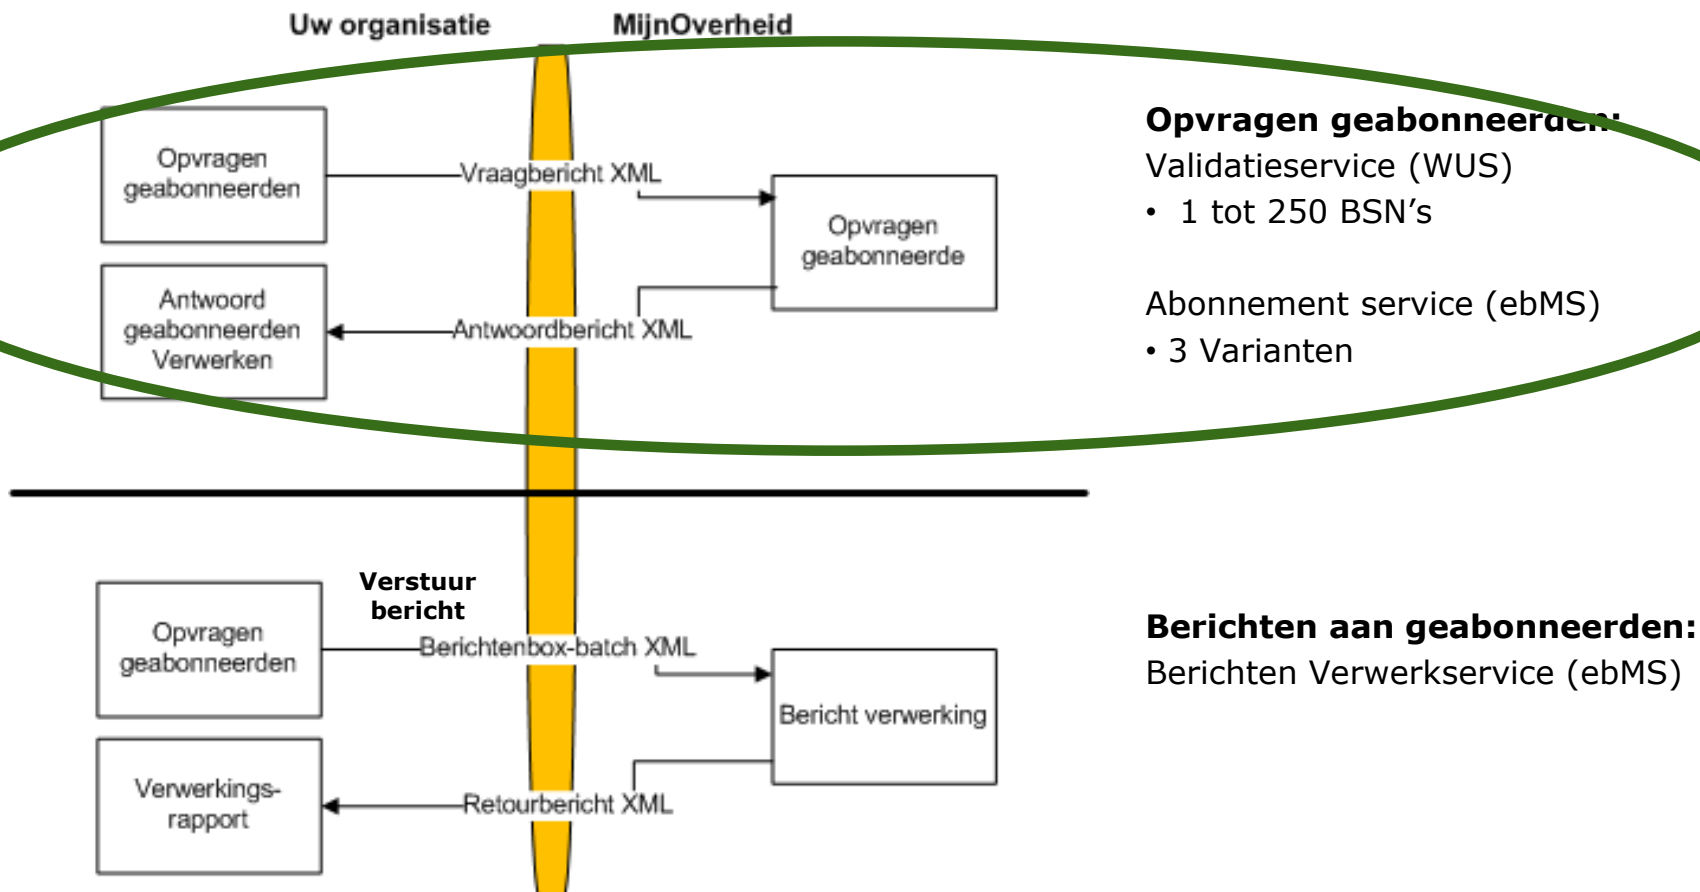 Uw organisatie
MijnOverheid
Opvragen
geabonneerden
Vraagbericht XML
Opvragen
geabonneerde
Antwoord
geabonneerden
Verwerken
Antwoordbericht XML
Opvragen geabonneerden:
Validatieservice (WUS)
• 1 tot 250 BSN’s
Abonnement service (ebMS)
• 3 Varianten
Opvragen
geabonneerden
Verstuur
bericht
Berichtenbox-batch XML
Bericht verwerking
Verwerkings-
rapport
Retourbericht XML
Berichten aan geabonneerden:
Berichten Verwerkservice (ebMS)